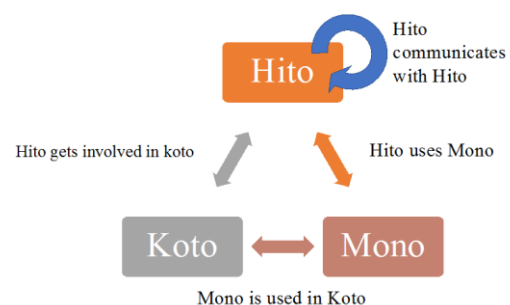 Hito
Hito
communicates
with Hito
Hito gets involved in koto
Hito uses Mono
Koto
Mono
Mono is used in Koto